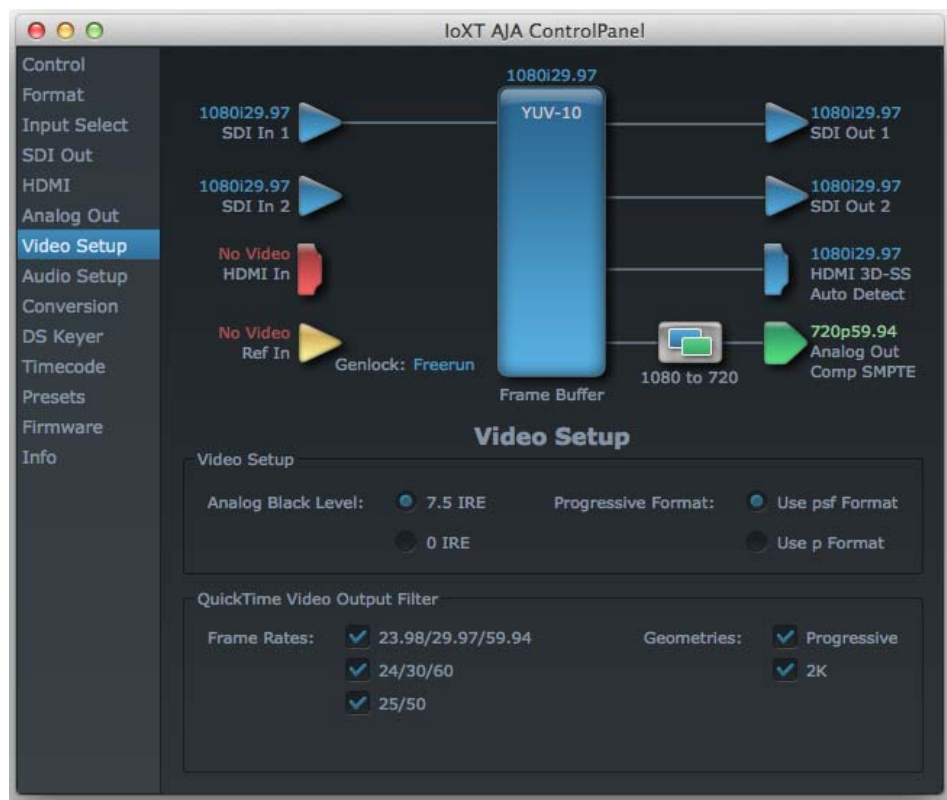 IoXT AJA ControlPanel
Control
Format
Input Select
SDI Out
HDMI
Analog Out
Video Setup
Audio Setup
Conversion
DS Keyer
Timecode
Presets
Firmware
Info
1080i29.97
YUV-10
1080i29.97
SDI In 1
1080i29.97
SDI In 2
No Video
HDMI In
No Video
Ref In
Genlock: Freerun
Frame Buffer
1080i29.97
SDI Out 1
1080i29.97
SDI Out 2
1080i29.97
HDMI 3D-SS
Auto Detect
1080 to 720
720p59.94
Analog Out
Comp SMPTE
Video Setup
Video Setup
Analog Black Level: 7.5 IRE Progressive Format: Use psf Format
0 IRE Use p Format
QuickTime Video Output Filter
Frame Rates: 23.98/29.97/59.94 Geometries: Progressive
24/30/60 2K
25/50